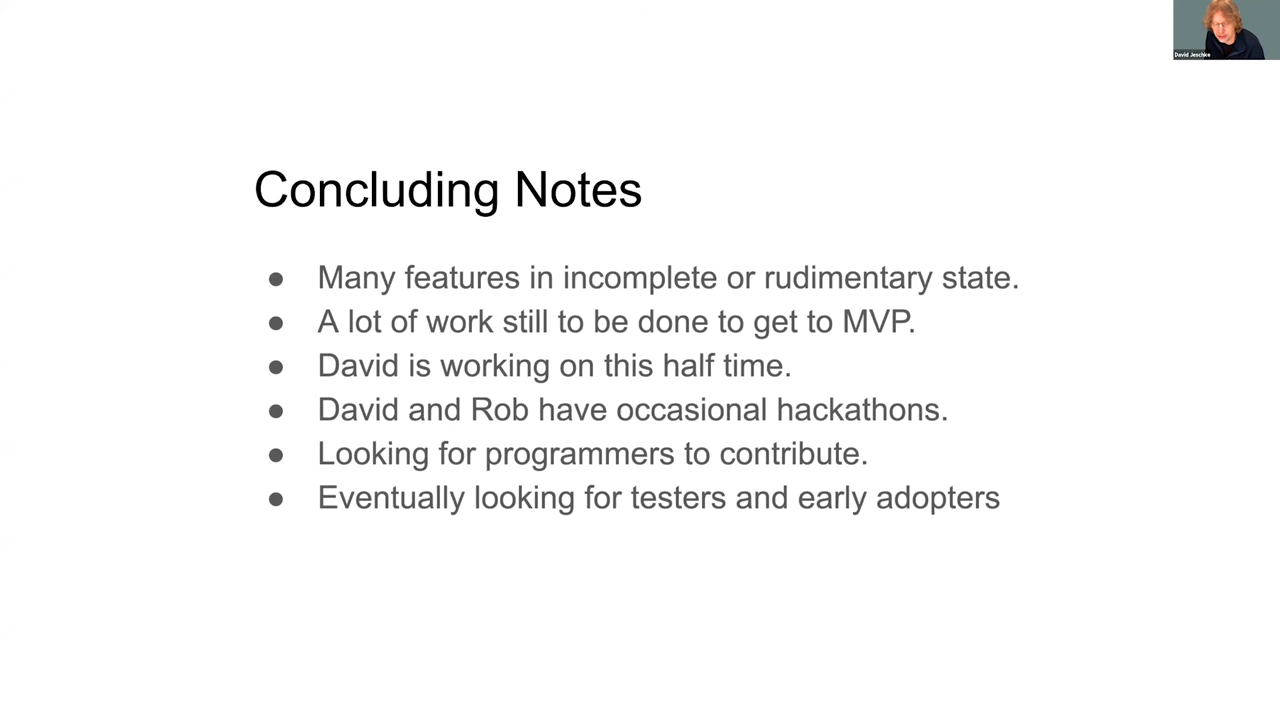 David Jeschke
Concluding Notes
● Many features in incomplete or rudimentary state.
● A lot of work still to be done to get to MVP.
● David is working on this half time.
● David and Rob have occasional hackathons.
● Looking for programmers to contribute.
● Eventually looking for testers and early adopters